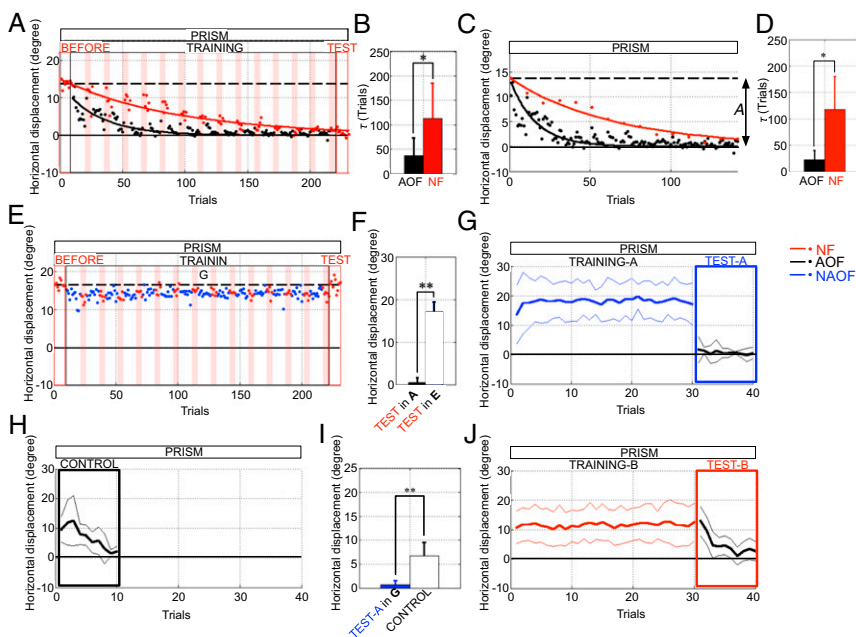 A
PRISM
BEFORE TRAINING TEST
Horizontal displacement (degree)
20
10
0
-10
0 50 100 150 200
Trials
B
*
τ (Trials)
250
200
150
100
50
0
AOF NF
C
PRISM
Horizontal displacement (degree)
15
10
5
0
-5
0 50 100
Trials
A
D
*
τ (Trials)
250
200
150
100
50
0
AOF NF
E
PRISM
BEFORE TRAININ TEST
G
Horizontal displacement (degree)
20
10
0
-10
0 50 100 150 200
Trials
F
**
Horizontal displacement (degree)
30
20
10
0
TEST in A
TEST in E
G
PRISM
TRAINING-A TEST-A
Horizontal displacement (degree)
30
20
10
0
-10
0 10 20 30 40
Trials
NF
AOF
NAOF
H
PRISM
CONTROL
Horizontal displacement (degree)
30
20
10
0
-10
0 10 20 30 40
Trials
I
**
Horizontal displacement (degree)
25
20
15
10
5
0
TEST-A in G
CONTROL
J
PRISM
TRAINING-B TEST-B
Horizontal displacement (degree)
30
20
10
0
-10
0 10 20 30 40
Trials